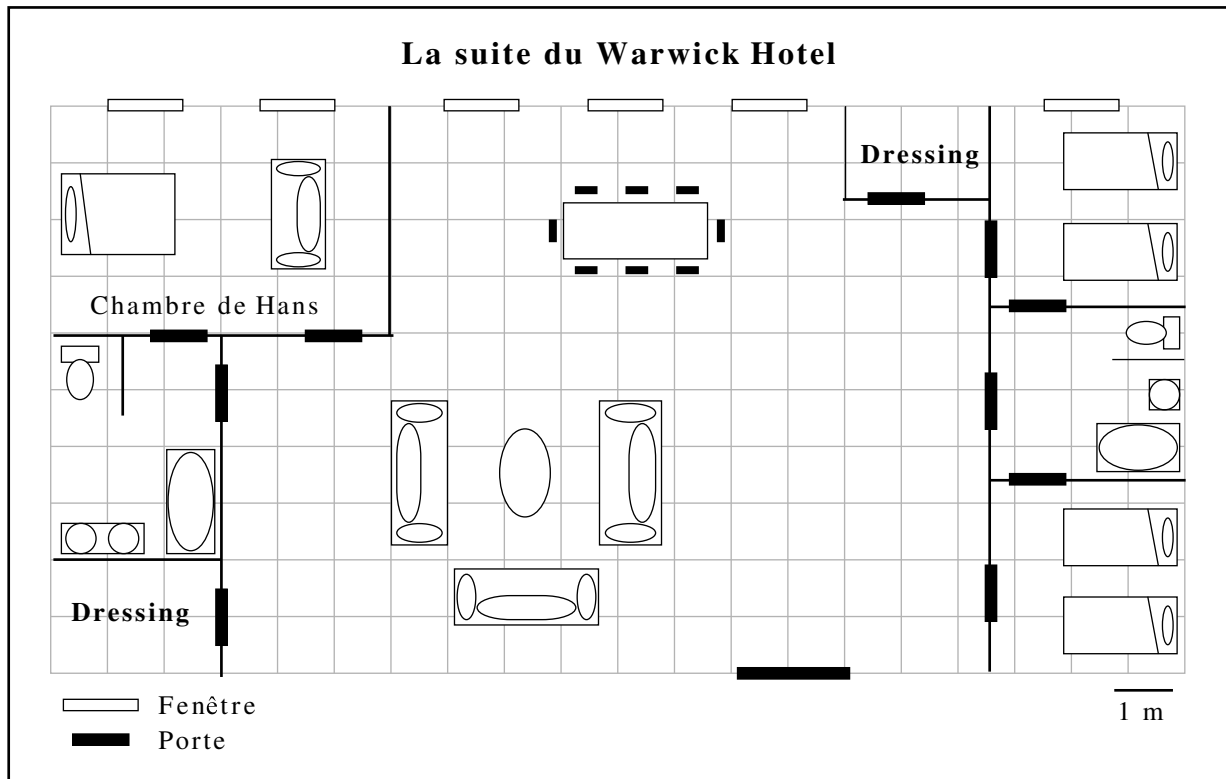 La suite du Warwick Hotel
Dressing
Chambre de Hans
Dressing
Fenêtre
Porte
1 m